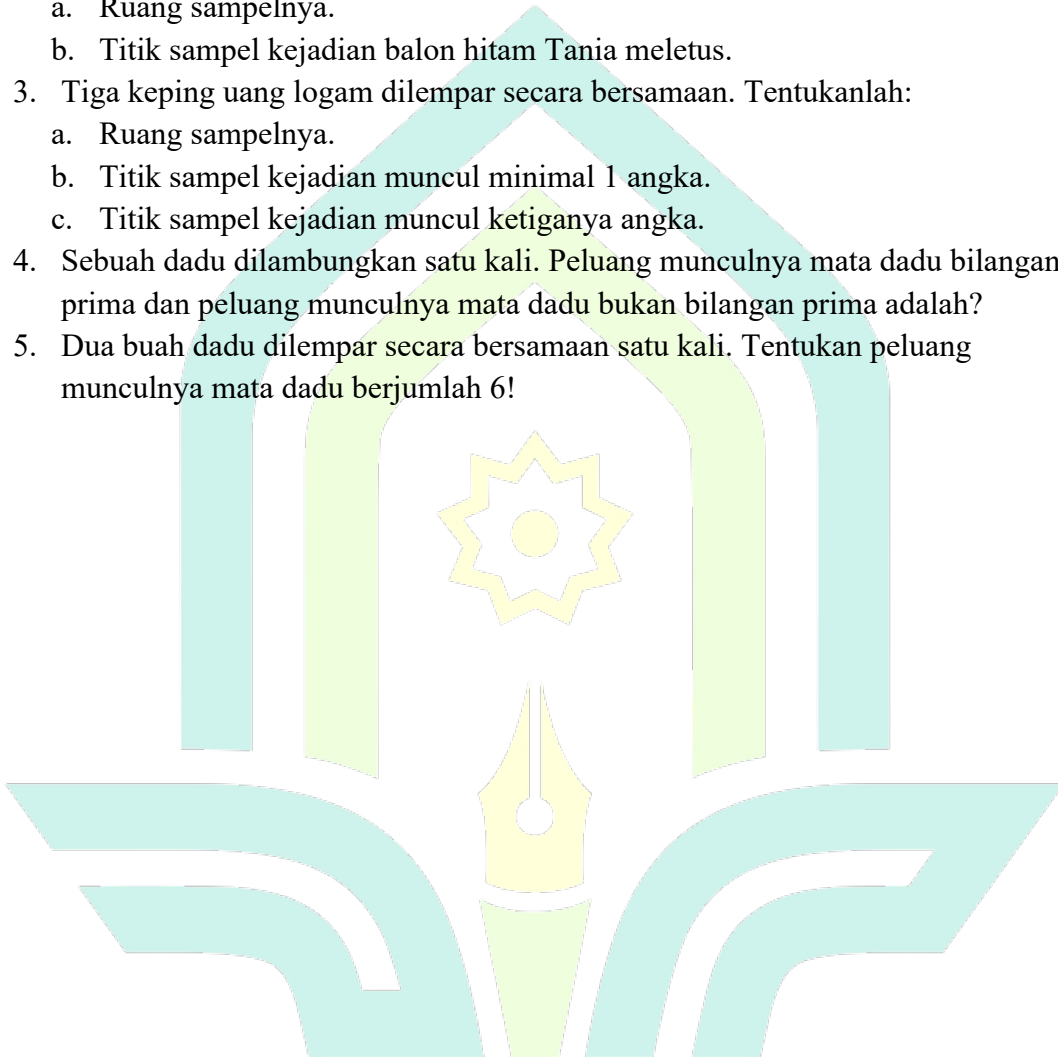 a. Ruang sampelnya.
b. Titik sampel kejadian balon hitam Tania meletus.
3. Tiga keping uang logam dilempar secara bersamaan. Tentukanlah:
a. Ruang sampelnya.
b. Titik sampel kejadian muncul minimal 1 angka.
c. Titik sampel kejadian muncul ketiganya angka.
4. Sebuah dadu dilambungkan satu kali. Peluang munculnya mata dadu bilangan
prima dan peluang munculnya mata dadu bukan bilangan prima adalah?
5. Dua buah dadu dilempar secara bersamaan satu kali. Tentukan peluang
munculnya mata dadu berjumlah 6!